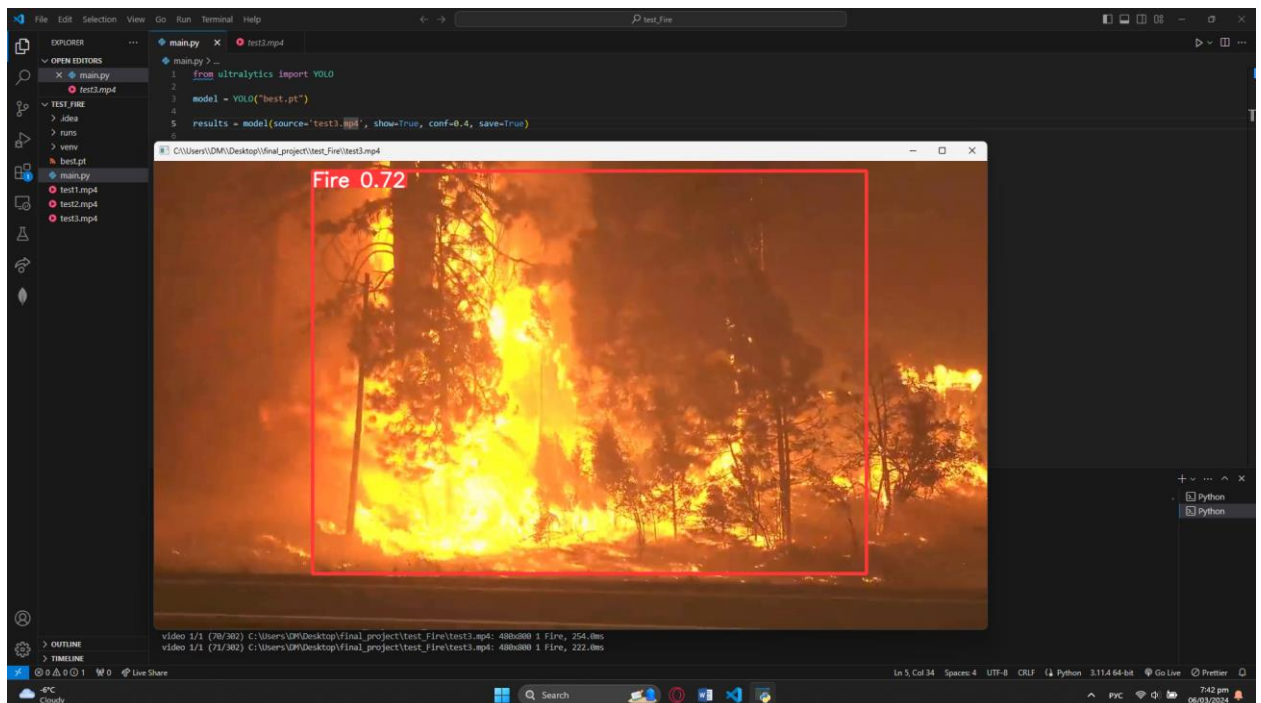 File Edit Selection View Go Run Terminal Help
test_Fire
EXPLORER
main.py
test3.mp4
OPEN EDITORS
main.py > ...
main.py
test3.mp4
TEST_FIRE
> .idea
> runs
> venv
best.pt
main.py
test1.mp4
test2.mp4
test3.mp4
1 from ultralytics import YOLO
2
3 model = YOLO("best.pt")
4
5 results = model(source='test3.mp4', show=True, conf=0.4, save=True)
6
C:\\Users\\DM\\Desktop\\final_project\\test_Fire\\test3.mp4
Fire 0.72
Python
Python
video 1/1 (70/302) C:\Users\DM\Desktop\final_project\test_Fire\test3.mp4: 480x800 1 Fire, 254.0ms
video 1/1 (71/302) C:\Users\DM\Desktop\final_project\test_Fire\test3.mp4: 480x800 1 Fire, 222.0ms
> OUTLINE
> TIMELINE
0 0 1 0 Live Share
Ln 5, Col 34 Spaces: 4 UTF-8 CRLF Python 3.11.4 64-bit Go Live Prettier
-6°C
Cloudy
Search
РУС
7:42 pm
06/03/2024